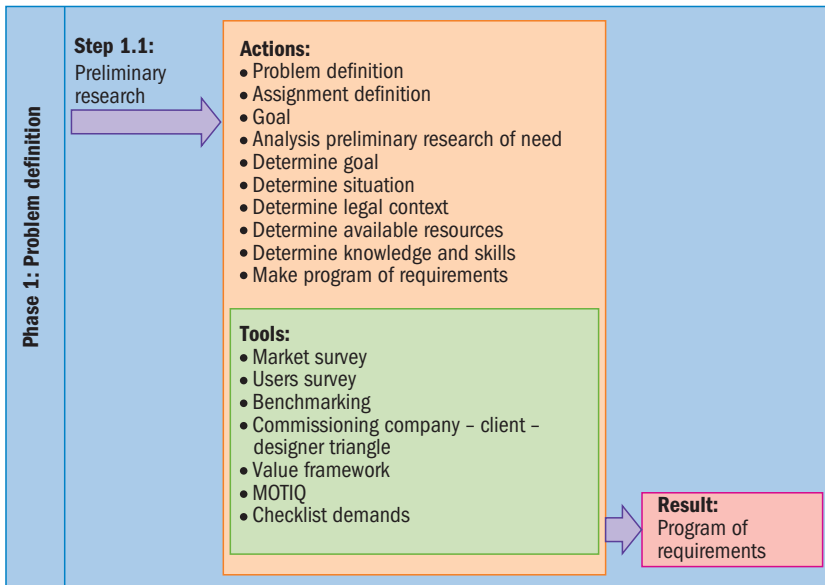 Phase 1: Problem definition
Step 1.1:
Preliminary
research
Actions:
• Problem definition
• Assignment definition
• Goal
• Analysis preliminary research of need
• Determine goal
• Determine situation
• Determine legal context
• Determine available resources
• Determine knowledge and skills
• Make program of requirements
Tools:
• Market survey
• Users survey
• Benchmarking
• Commissioning company – client –
designer triangle
• Value framework
• MOTIQ
• Checklist demands
Result:
Program of
requirements